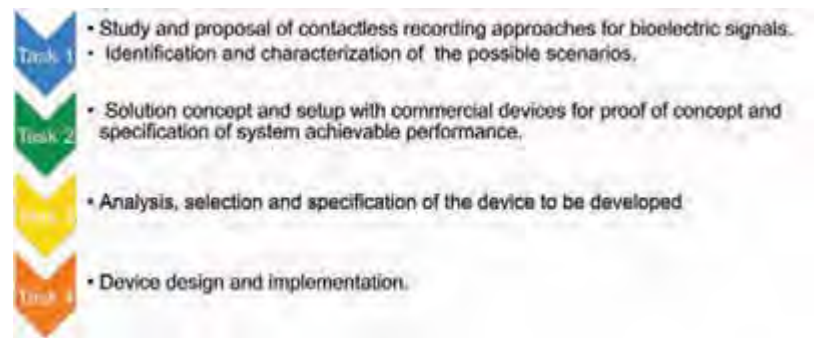 Task 1
• Study and proposal of contactless recording approaches for bioelectric signals.
• Identification and characterization of the possible scenarios.
Task 2
• Solution concept and setup with commercial devices for proof of concept and
specification of system achievable performance.
Task 3
• Analysis, selection and specification of the device to be developed
Task 4
• Device design and implementation.